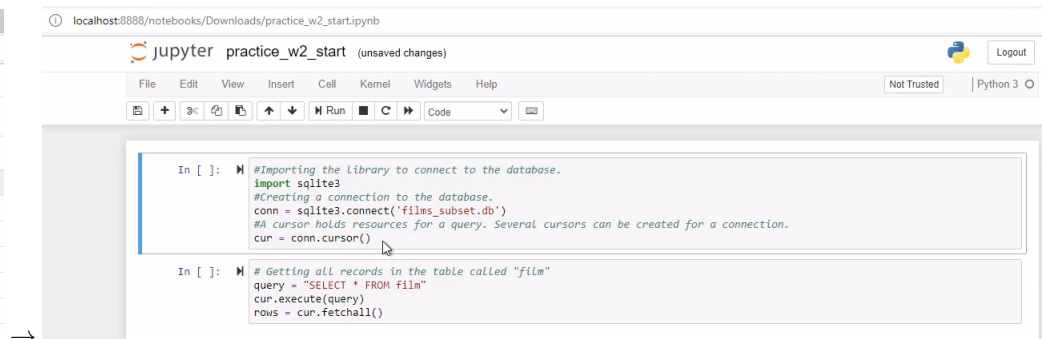 localhost:8888/notebooks/Downloads/practice_w2_start.ipynb
jupyter practice_w2_start (unsaved changes)
Logout
File Edit View Insert Cell Kernel Widgets Help
Not Trusted
Python 3
Run
Code
In [ ]:
#Importing the library to connect to the database.
import sqlite3
#Creating a connection to the database.
conn = sqlite3.connect('films_subset.db')
#A cursor holds resources for a query. Several cursors can be created for a connection.
cur = conn.cursor()
In [ ]:
# Getting all records in the table called "film"
query = "SELECT * FROM film"
cur.execute(query)
rows = cur.fetchall()